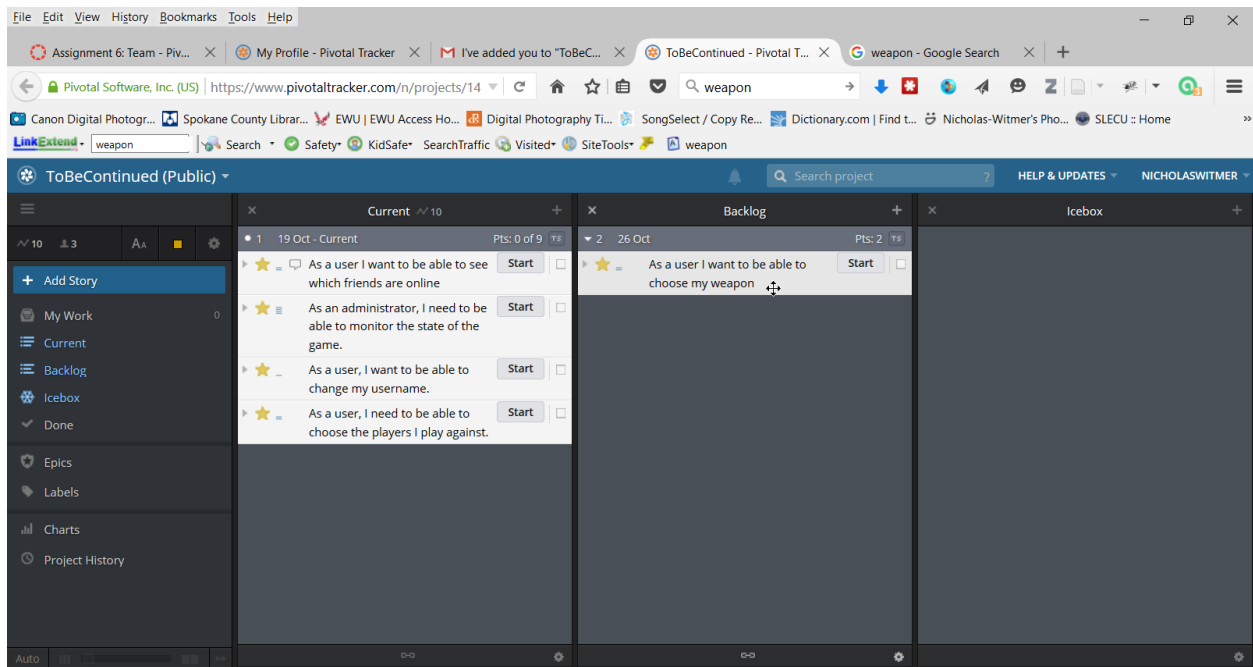 File Edit View History Bookmarks Tools Help
Assignment 6: Team - Piv... My Profile - Pivotal Tracker I've added you to "ToBeC... ToBeContinued - Pivotal T... weapon - Google Search
Pivotal Software, Inc. (US) https://www.pivotaltracker.com/n/projects/14 weapon
Canon Digital Photogr... Spokane County Librar... EWU | EWU Access Ho... Digital Photography Ti... SongSelect / Copy Re... Dictionary.com | Find t... Nicholas-Witmer's Pho... SLECU :: Home
LinkExtend weapon Search Safety KidSafe SearchTraffic Visited SiteTools weapon
ToBeContinued (Public) Search project ? HELP & UPDATES NICHOLASWITMER
Current 10 Backlog Icebox
10 3 AA
1 19 Oct - Current Pts: 0 of 9 TS
2 26 Oct Pts: 2 TS
Add Story
My Work 0
Current
Backlog
Icebox
Done
Epics
Labels
Charts
Project History
Auto
As a user I want to be able to see Start
which friends are online
As an administrator, I need to be Start
able to monitor the state of the
game.
As a user, I want to be able to Start
change my username.
As a user, I need to be able to Start
choose the players I play against.
As a user I want to be able to Start
choose my weapon